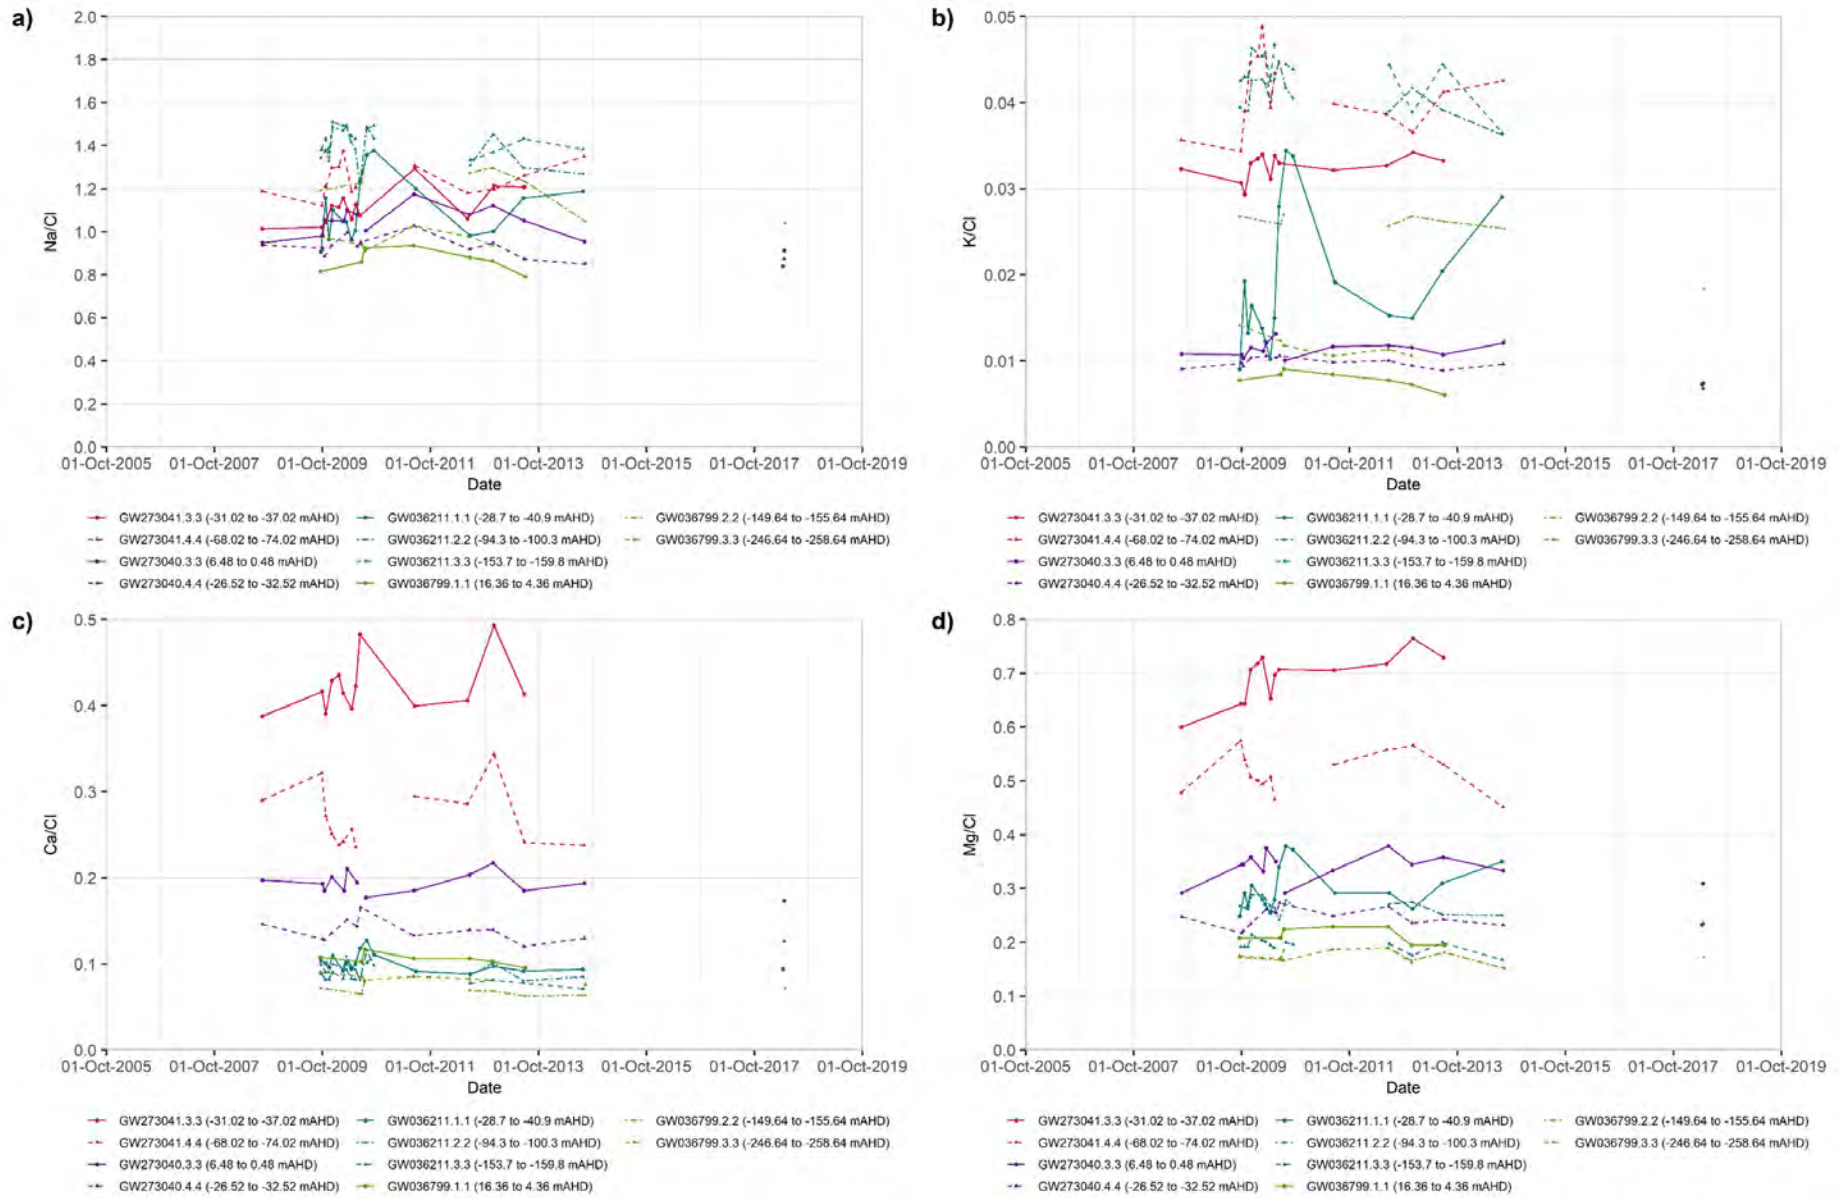 a)
2.0
1.8
1.6
1.4
1.2
1.0
0.8
0.6
0.4
0.2
0.0
Na/Cl
01-Oct-2005 01-Oct-2007 01-Oct-2009 01-Oct-2011 01-Oct-2013 01-Oct-2015 01-Oct-2017 01-Oct-2019
Date
GW273041.3.3 (-31.02 to -37.02 mAHD) GW036211.1.1 (-28.7 to -40.9 mAHD) GW036799.2.2 (-149.64 to -155.64 mAHD)
GW273041.4.4 (-68.02 to -74.02 mAHD) GW036211.2.2 (-94.3 to -100.3 mAHD) GW036799.3.3 (-246.64 to -258.64 mAHD)
GW273040.3.3 (6.48 to 0.48 mAHD) GW036211.3.3 (-153.7 to -159.8 mAHD)
GW273040.4.4 (-26.52 to -32.52 mAHD) GW036799.1.1 (16.36 to 4.36 mAHD)
b)
0.05
0.04
0.03
0.02
0.01
0.00
K/Cl
01-Oct-2005 01-Oct-2007 01-Oct-2009 01-Oct-2011 01-Oct-2013 01-Oct-2015 01-Oct-2017 01-Oct-2019
Date
GW273041.3.3 (-31.02 to -37.02 mAHD) GW036211.1.1 (-28.7 to -40.9 mAHD) GW036799.2.2 (-149.64 to -155.64 mAHD)
GW273041.4.4 (-68.02 to -74.02 mAHD) GW036211.2.2 (-94.3 to -100.3 mAHD) GW036799.3.3 (-246.64 to -258.64 mAHD)
GW273040.3.3 (6.48 to 0.48 mAHD) GW036211.3.3 (-153.7 to -159.8 mAHD)
GW273040.4.4 (-26.52 to -32.52 mAHD) GW036799.1.1 (16.36 to 4.36 mAHD)
c)
0.5
0.4
0.3
0.2
0.1
0.0
Ca/Cl
01-Oct-2005 01-Oct-2007 01-Oct-2009 01-Oct-2011 01-Oct-2013 01-Oct-2015 01-Oct-2017 01-Oct-2019
Date
GW273041.3.3 (-31.02 to -37.02 mAHD) GW036211.1.1 (-28.7 to -40.9 mAHD) GW036799.2.2 (-149.64 to -155.64 mAHD)
GW273041.4.4 (-68.02 to -74.02 mAHD) GW036211.2.2 (-94.3 to -100.3 mAHD) GW036799.3.3 (-246.64 to -258.64 mAHD)
GW273040.3.3 (6.48 to 0.48 mAHD) GW036211.3.3 (-153.7 to -159.8 mAHD)
GW273040.4.4 (-26.52 to -32.52 mAHD) GW036799.1.1 (16.36 to 4.36 mAHD)
d)
0.8
0.7
0.6
0.5
0.4
0.3
0.2
0.1
0.0
Mg/Cl
01-Oct-2005 01-Oct-2007 01-Oct-2009 01-Oct-2011 01-Oct-2013 01-Oct-2015 01-Oct-2017 01-Oct-2019
Date
GW273041.3.3 (-31.02 to -37.02 mAHD) GW036211.1.1 (-28.7 to -40.9 mAHD) GW036799.2.2 (-149.64 to -155.64 mAHD)
GW273041.4.4 (-68.02 to -74.02 mAHD) GW036211.2.2 (-94.3 to -100.3 mAHD) GW036799.3.3 (-246.64 to -258.64 mAHD)
GW273040.3.3 (6.48 to 0.48 mAHD) GW036211.3.3 (-153.7 to -159.8 mAHD)
GW273040.4.4 (-26.52 to -32.52 mAHD) GW036799.1.1 (16.36 to 4.36 mAHD)